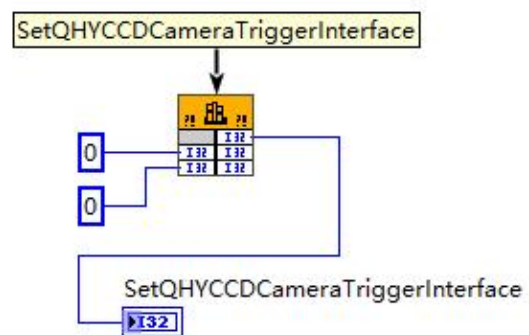 SetQHYCCDCameraTriggerInterface
?! ?!
I32
0 I32 I32
I32 I32
0
SetQHYCCDCameraTriggerInterface
I32